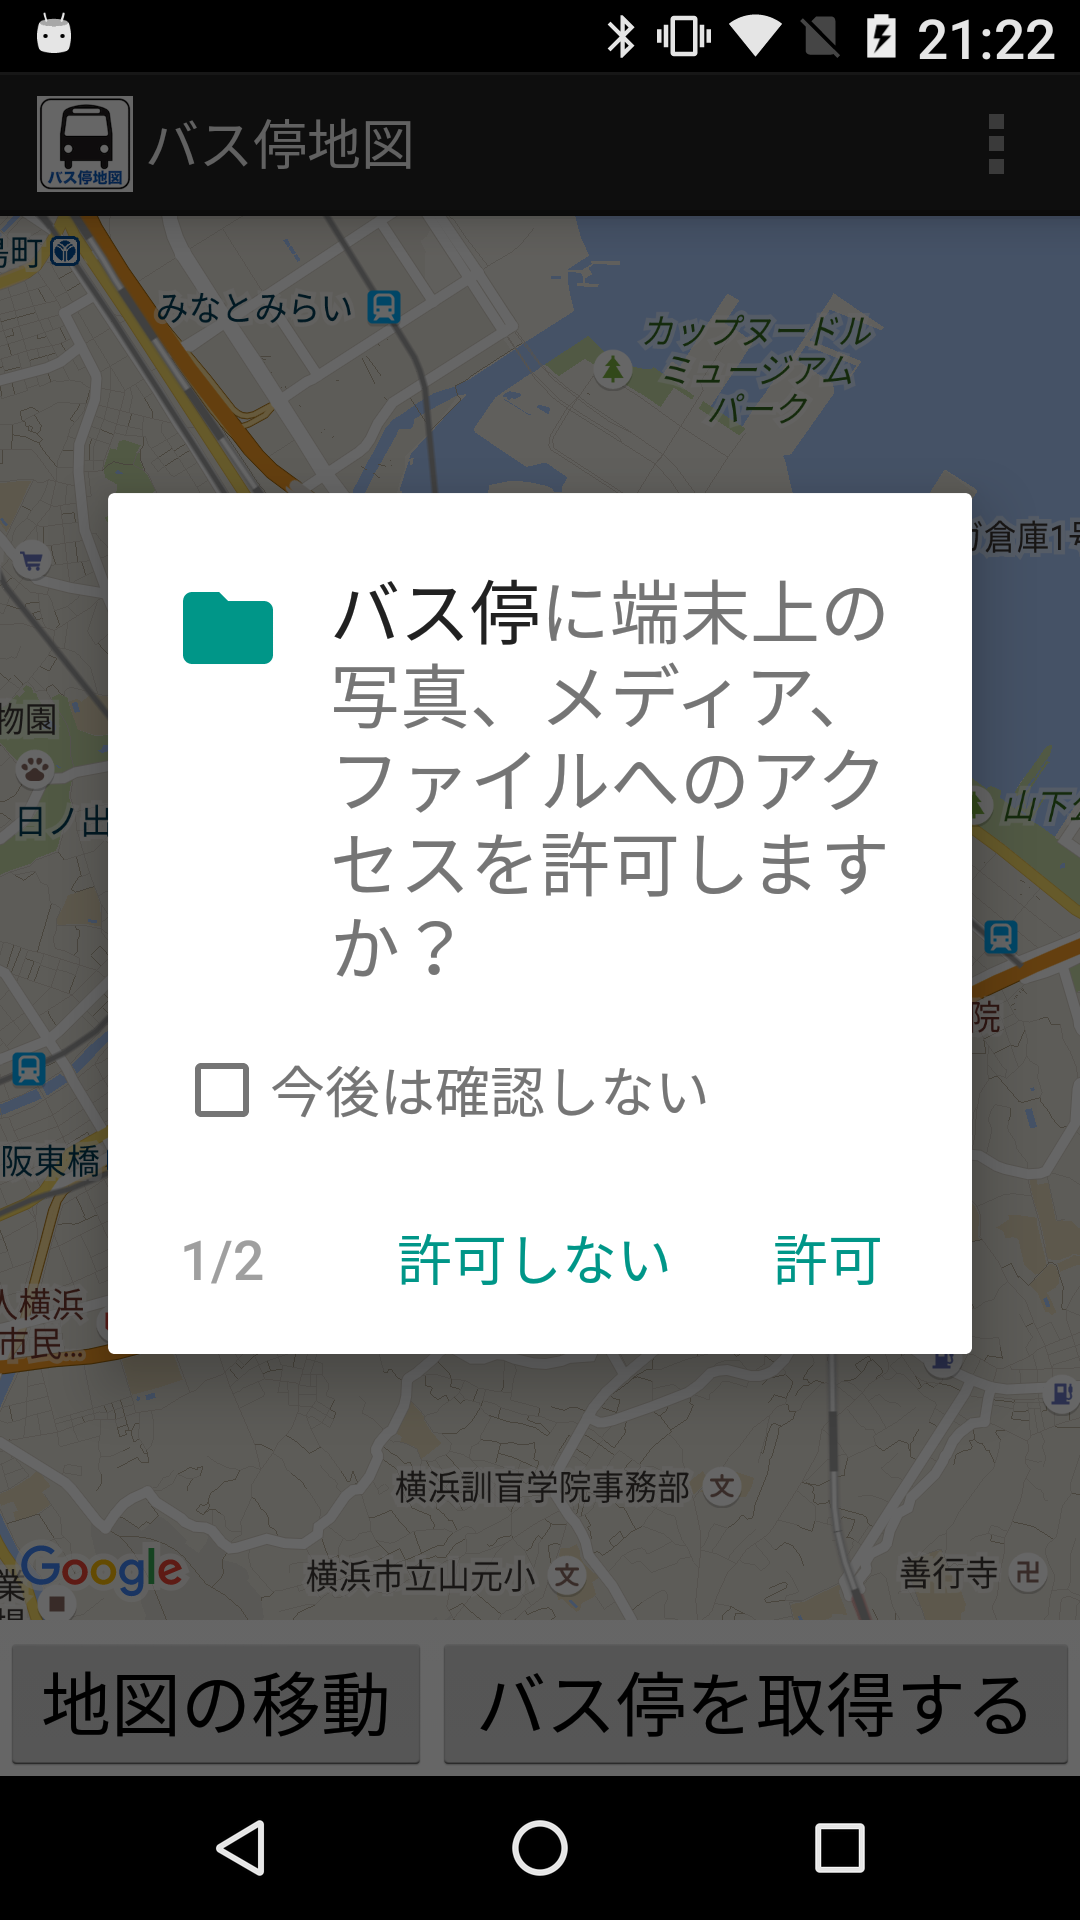 21:22
バス停地図
バス停地図
島町
みなとみらい
カップヌードル
ミュージアム
パーク
倉庫1号
物園
日ノ出
山下
院
阪東橋
人横浜
市民...
バス停に端末上の
写真、メディア、
ファイルへのアク
セスを許可します
か？
今後は確認しない
1/2
許可しない
許可
横浜訓盲学院事務部
文
Google
業
横浜市立山元小
文
善行寺
卍
地図の移動
バス停を取得する